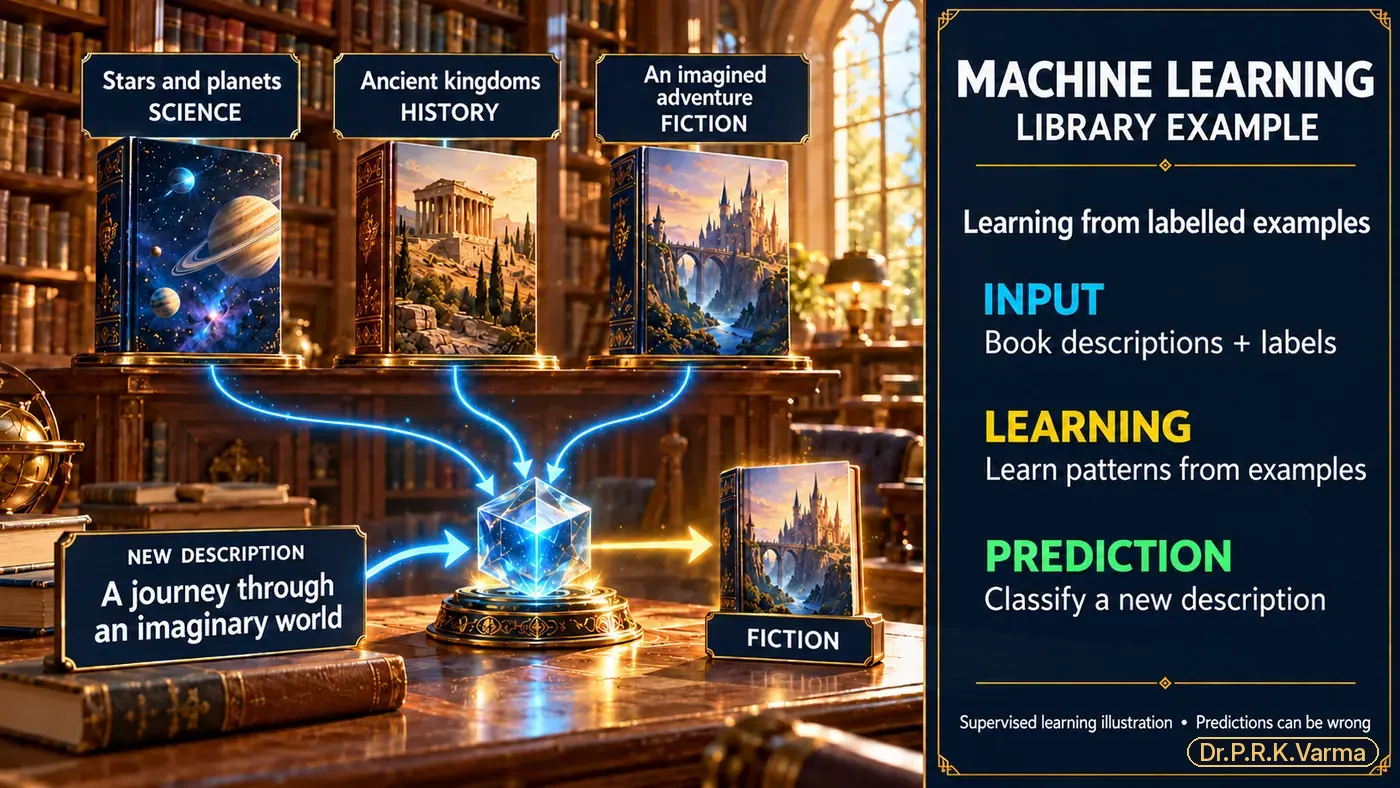 Stars and planets
SCIENCE
Ancient kingdoms
HISTORY
An imagined
adventure
FICTION
NEW DESCRIPTION
A journey through
an imaginary world
FICTION
MACHINE LEARNING
LIBRARY EXAMPLE
Learning from labelled examples
INPUT
Book descriptions + labels
LEARNING
Learn patterns from examples
PREDICTION
Classify a new description
Supervised learning illustration • Predictions can be wrong
Dr.P.R.K.Varma